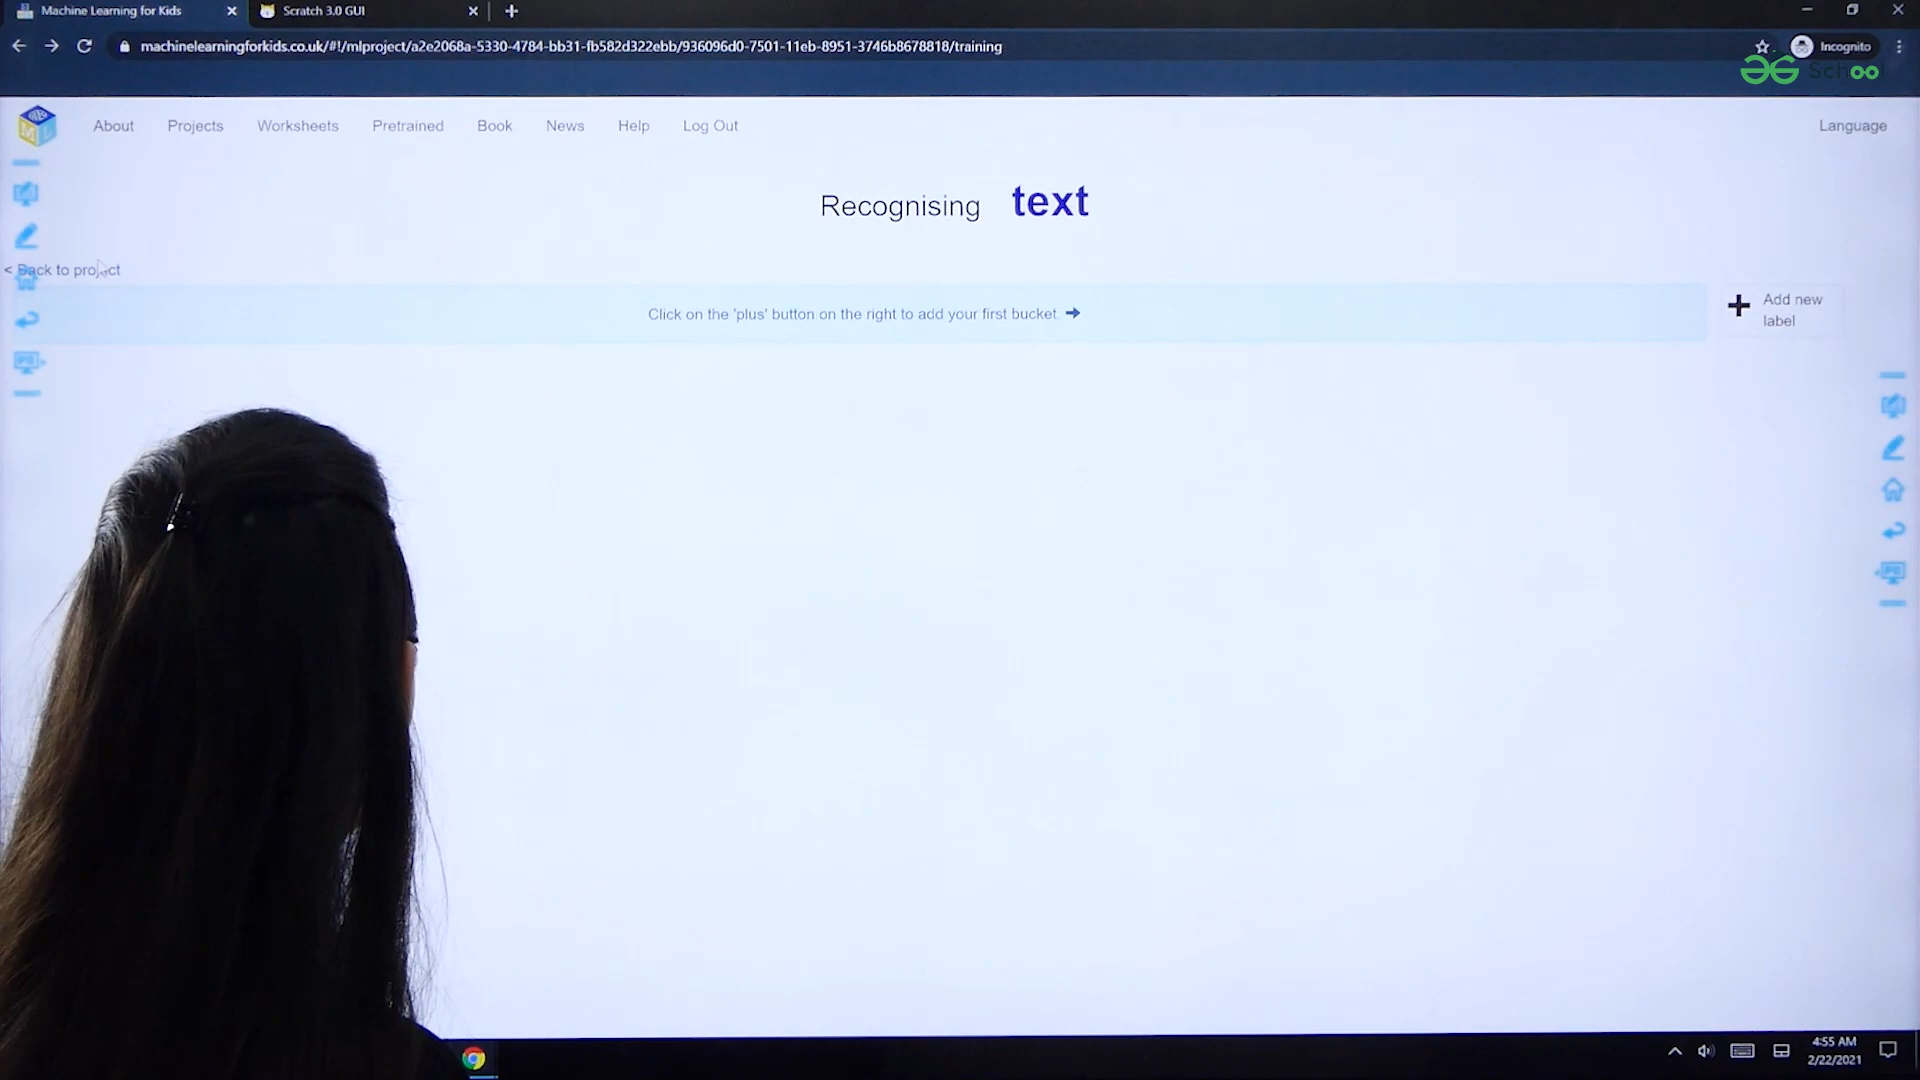 Machine Learning for Kids
Scratch 3.0 GUI
machinelearningforkids.co.uk/#!/mlproject/a2e2068a-5330-4784-bb31-fb582d322ebb/936096d0-7501-11eb-8951-3746b8678818/training
Incognito
School
About Projects Worksheets Pretrained Book News Help Log Out Language
Recognising text
< Back to project
Click on the 'plus' button on the right to add your first bucket.
Add new
label
4:55 AM
2/22/2021